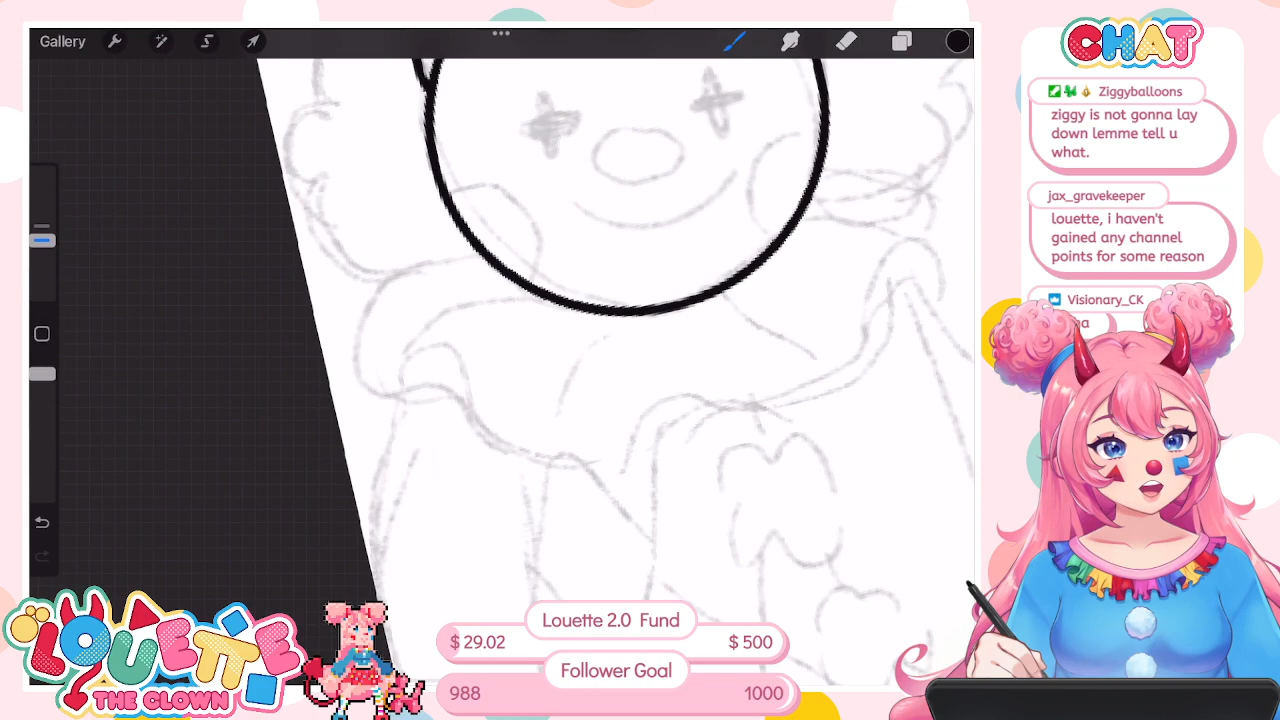 Gallery
CHAT
Ziggyballoons
ziggy is not gonna lay
down lemme tell u
what.
jax_gravekeeper
louette, i haven't
gained any channel
points for some reason
Visionary_CK
LOUETTE
THE CLOWN
Louette 2.0 Fund
$ 29.02
$ 500
Follower Goal
988
1000